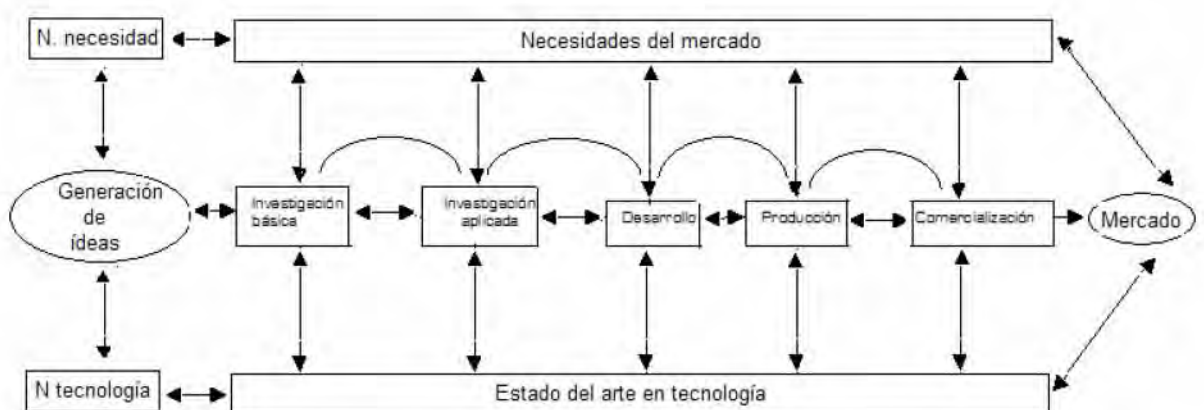 N. necesidad
Necesidades del mercado
Generación
de
ídeas
Investigación
básica
Investigación
aplicada
Desarrollo
Producción
Comercialización
Mercado
N tecnología
Estado del arte en tecnología